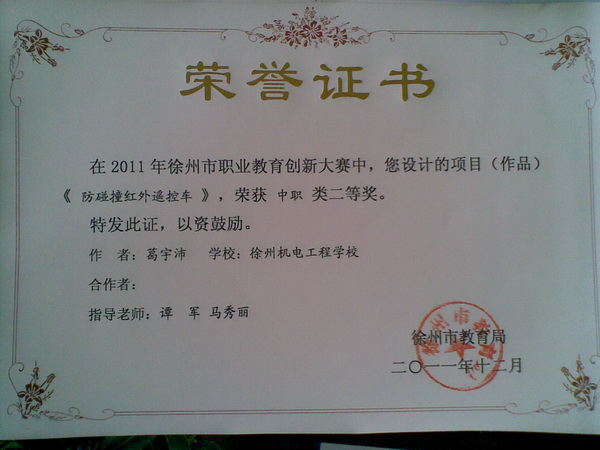 荣誉证书
在2011年徐州市职业教育创新大赛中，您设计的项目（作品）
《 防碰撞红外遥控车 》，荣获 中职 类二等奖。
特发此证，以资鼓励。
作 者：葛宇沛 学校：徐州机电工程学校
合作者：
指导老师：谭 军 马秀丽
徐州市教育局
二〇一一年十二月